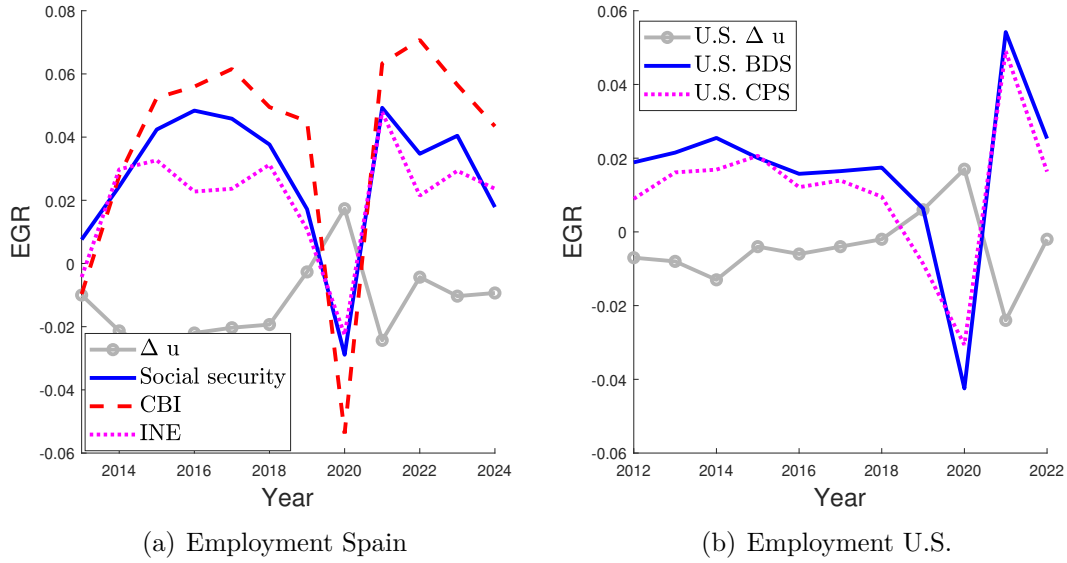 0.08
0.06
0.04
0.02
0
-0.02
-0.04
-0.06
EGR
Δ u
Social security
CBI
INE
2014 2016 2018 2020 2022 2024
Year
(a) Employment Spain
0.06
0.04
0.02
0
-0.02
-0.04
-0.06
EGR
U.S. Δ u
U.S. BDS
U.S. CPS
2012 2014 2016 2018 2020 2022
Year
(b) Employment U.S.